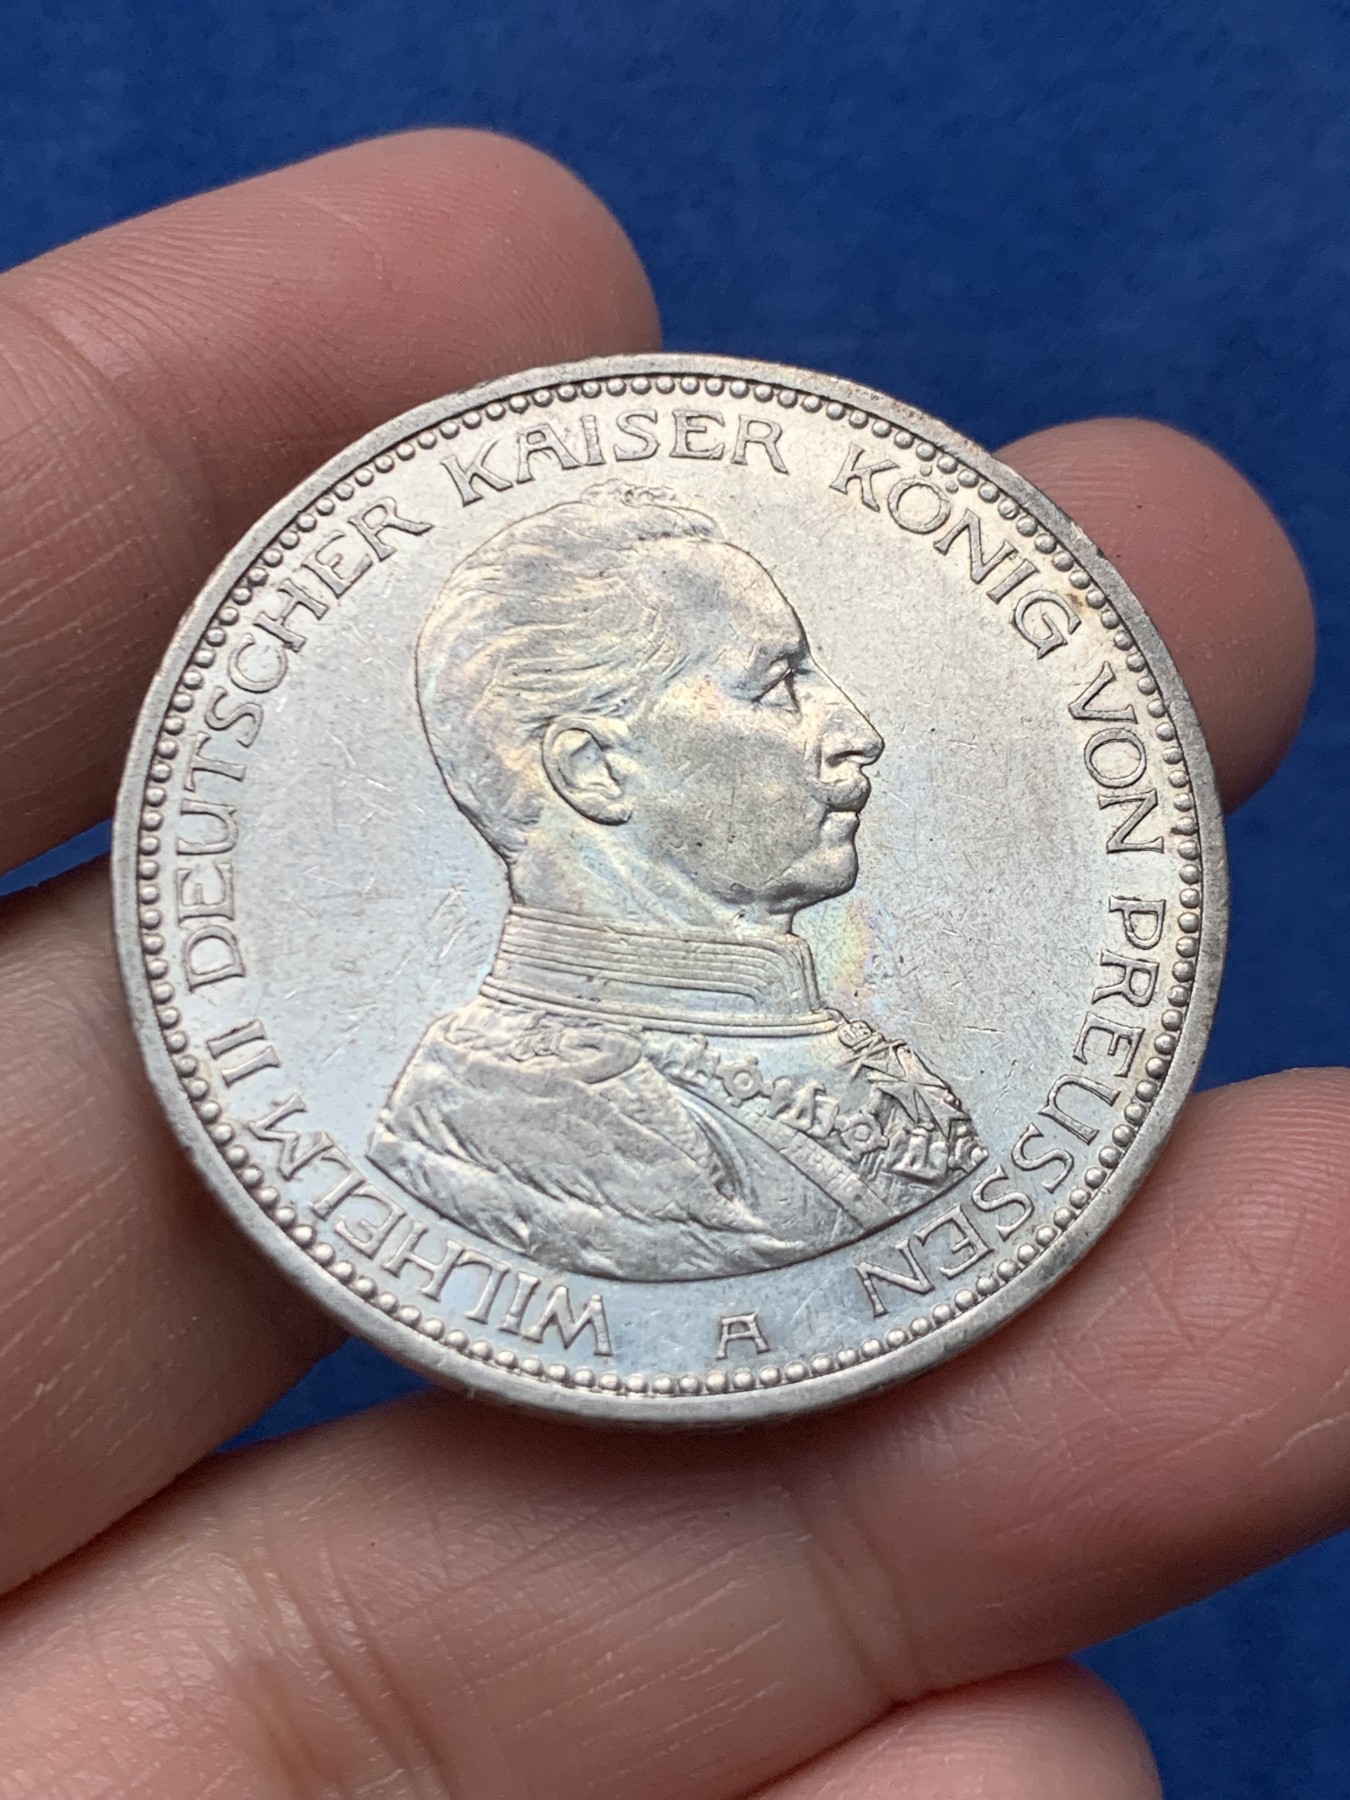 WILHELM II DEUTSCHER KAISER KÖNIG VON PREUSSEN
A